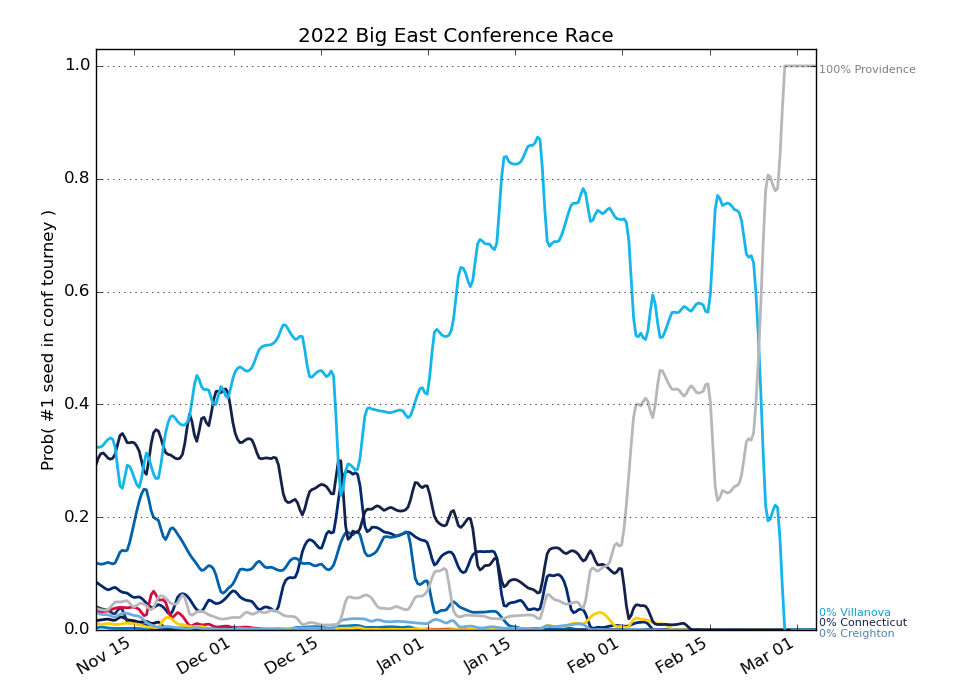 2022 Big East Conference Race
Prob( #1 seed in conf tourney )
1.0
0.8
0.6
0.4
0.2
0.0
Nov 15
Dec 01
Dec 15
Jan 01
Jan 15
Feb 01
Feb 15
Mar 01
100% Providence
0% Villanova
0% Connecticut
0% Creighton